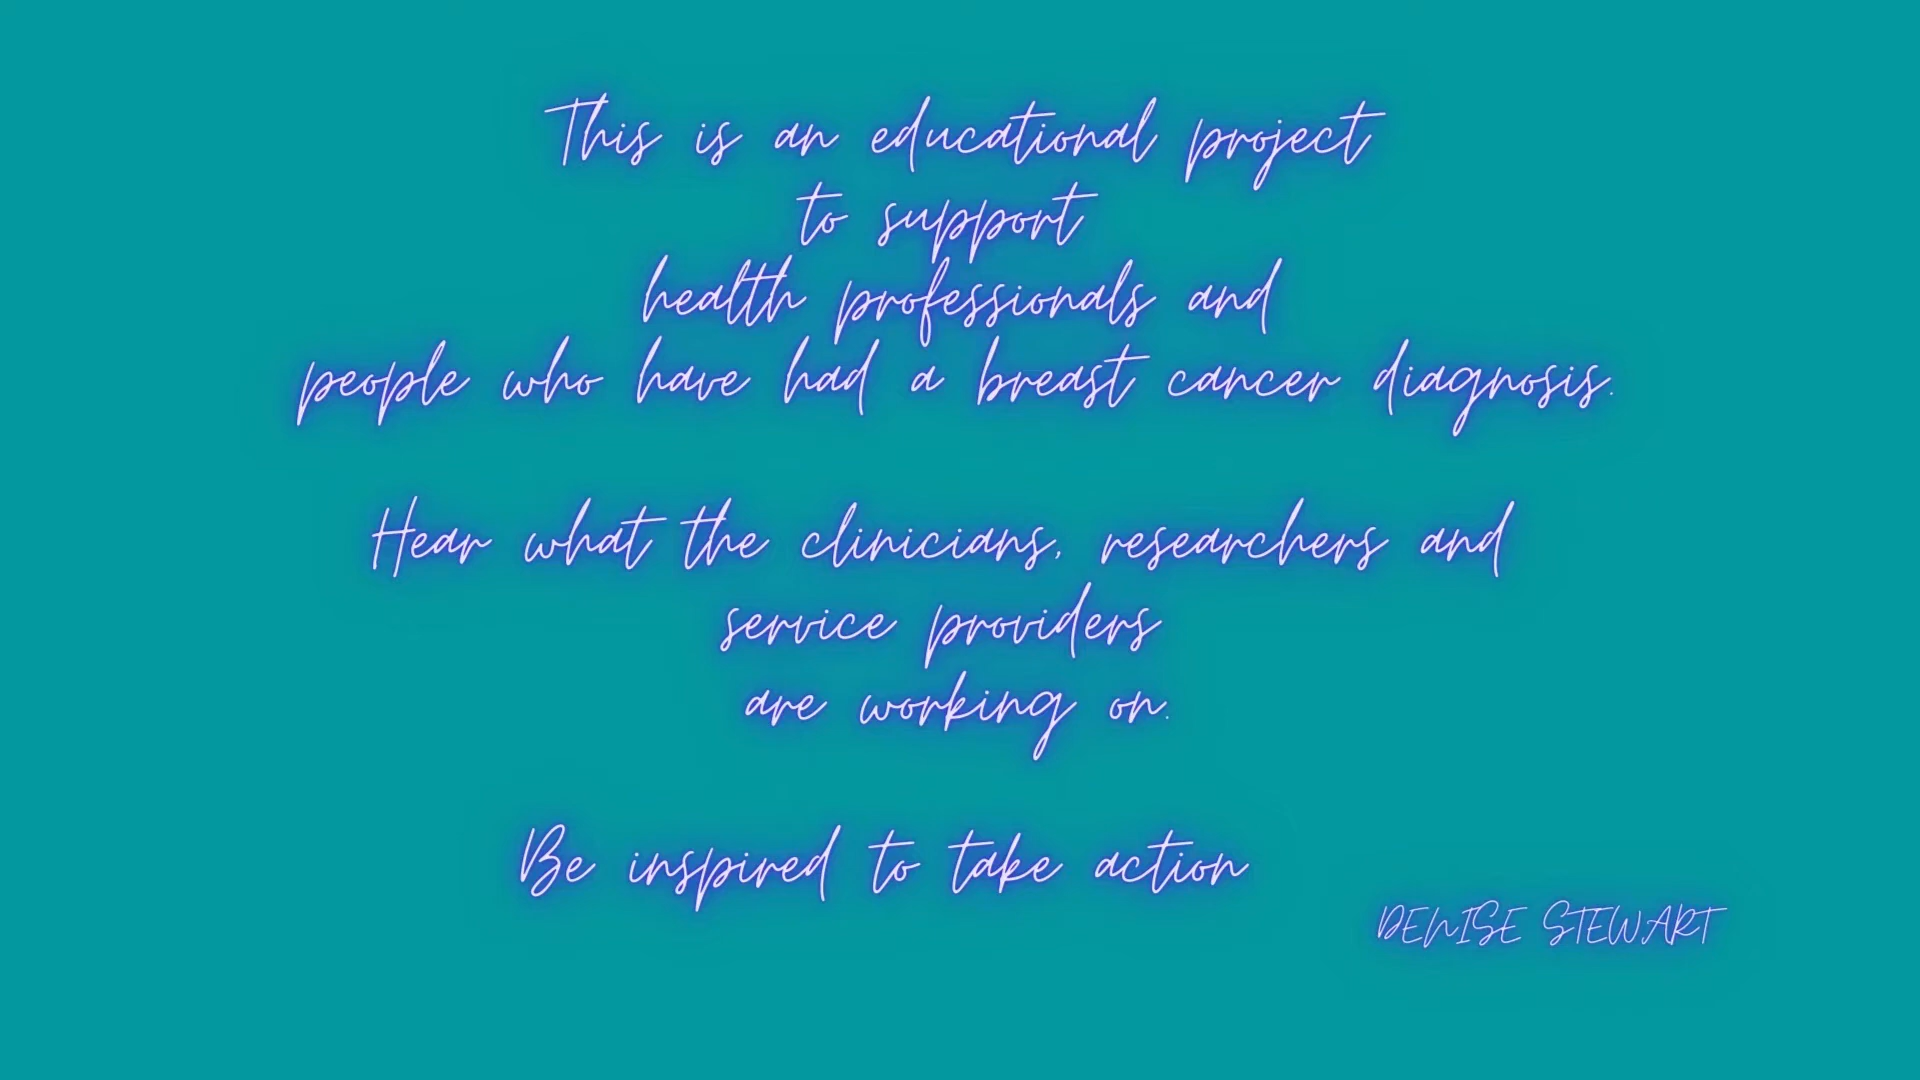 This is an educational project
to support
health professionals and
people who have had a breast cancer diagnosis.
Hear what the clinicians, researchers and
service providers
are working on.
Be inspired to take action
DENISE STEWART